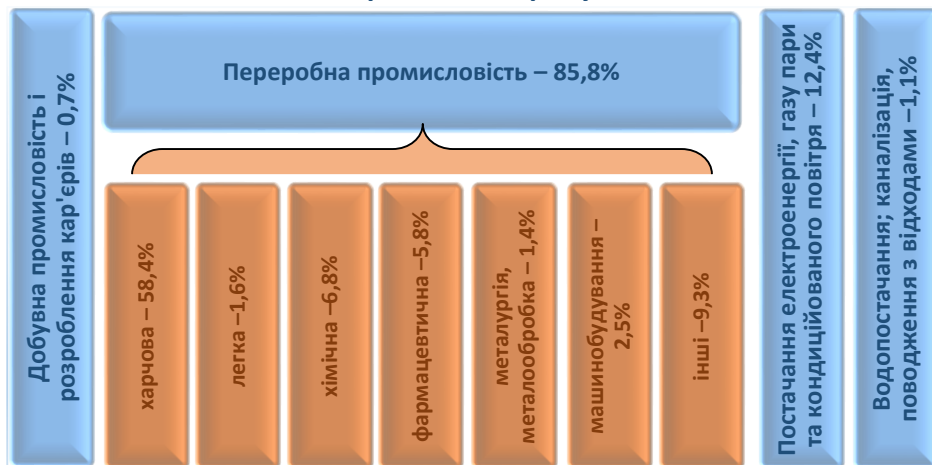 Добувна промисловість і
розроблення кар'єрів – 0,7%
Переробна промисловість – 85,8%
харчова – 58,4%
легка –1,6%
хімічна –6,8%
фармацевтична –5,8%
металургія,
металообробка – 1,4%
машинобудування –
2,5%
інші –9,3%
Постачання електроенергії, газу пари
та кондиційованого повітря – 12,4%
Водопостачання; каналізація,
поводження з відходами –1,1%